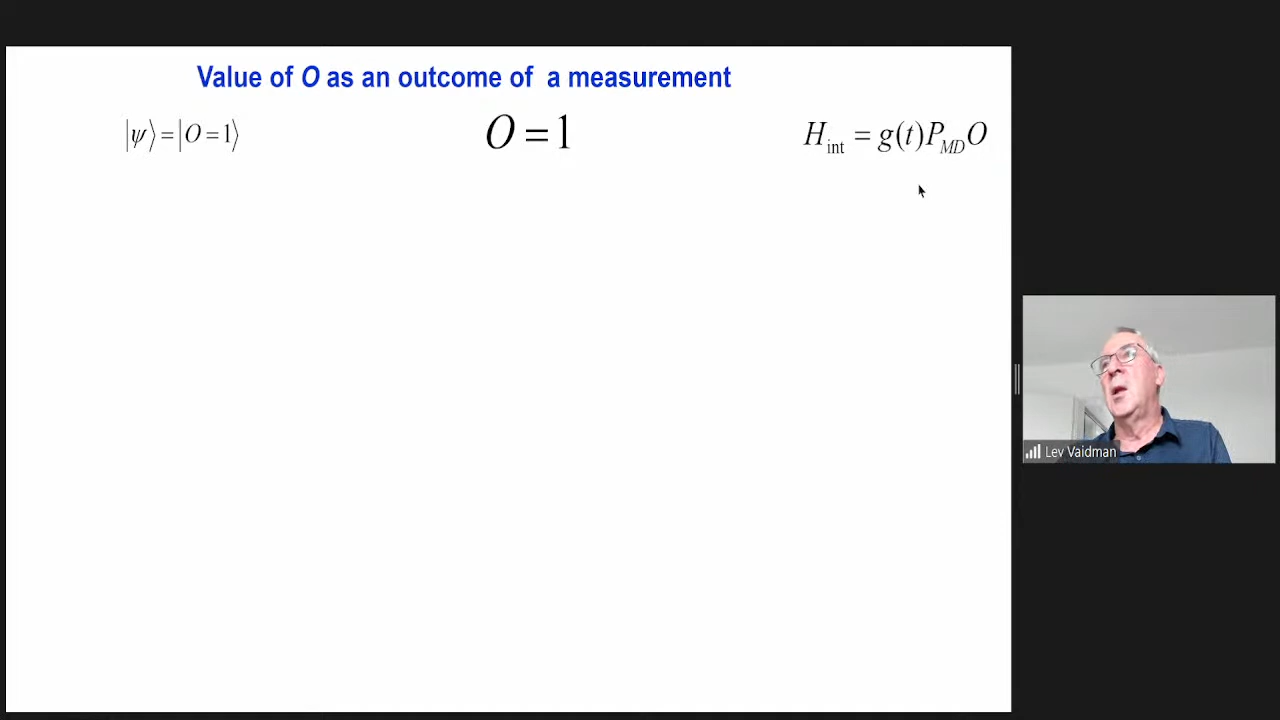 Value of O as an outcome of a measurement
|ψ⟩=|O=1⟩
O=1
H_int = g(t)P_MD O
Lev Vaidman